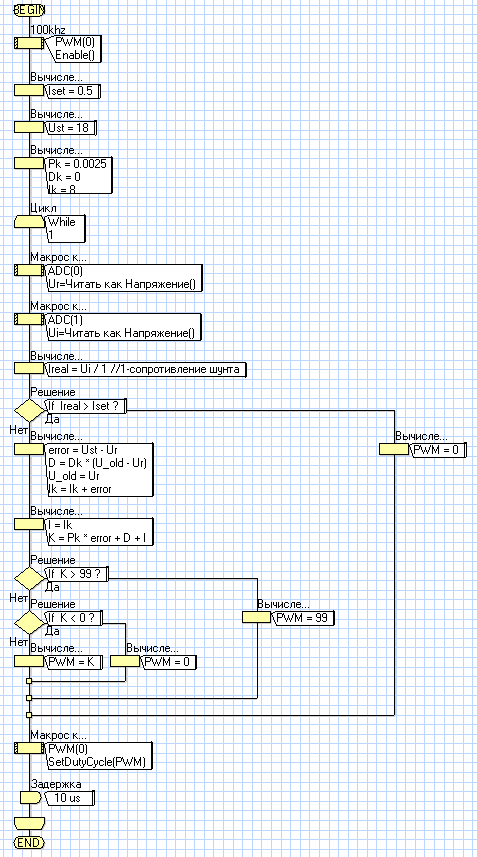 BEGIN
100khz
PWM(0)
Enable()
Вычисле...
Iset = 0.5
Вычисле...
Ust = 18
Вычисле...
Pk = 0.0025
Dk = 0
Ik = 8
Цикл
While
1
Макрос к...
ADC(0)
Ur=Читать как Напряжение()
Макрос к...
ADC(1)
Ui=Читать как Напряжение()
Вычисле...
Ireal = Ui / 1 //1-сопротивление шунта
Решение
If Ireal > Iset ?
Да
Нет
Вычисле...
error = Ust - Ur
D = Dk * (U_old - Ur)
U_old = Ur
Ik = Ik + error
Вычисле...
PWM = 0
Вычисле...
I = Ik
K = Pk * error + D + I
Решение
If K > 99 ?
Да
Нет
Вычисле...
PWM = 99
Решение
If K < 0 ?
Да
Нет
Вычисле...
PWM = K
Вычисле...
PWM = 0
Макрос к...
PWM(0)
SetDutyCycle(PWM)
Задержка
10 us
END